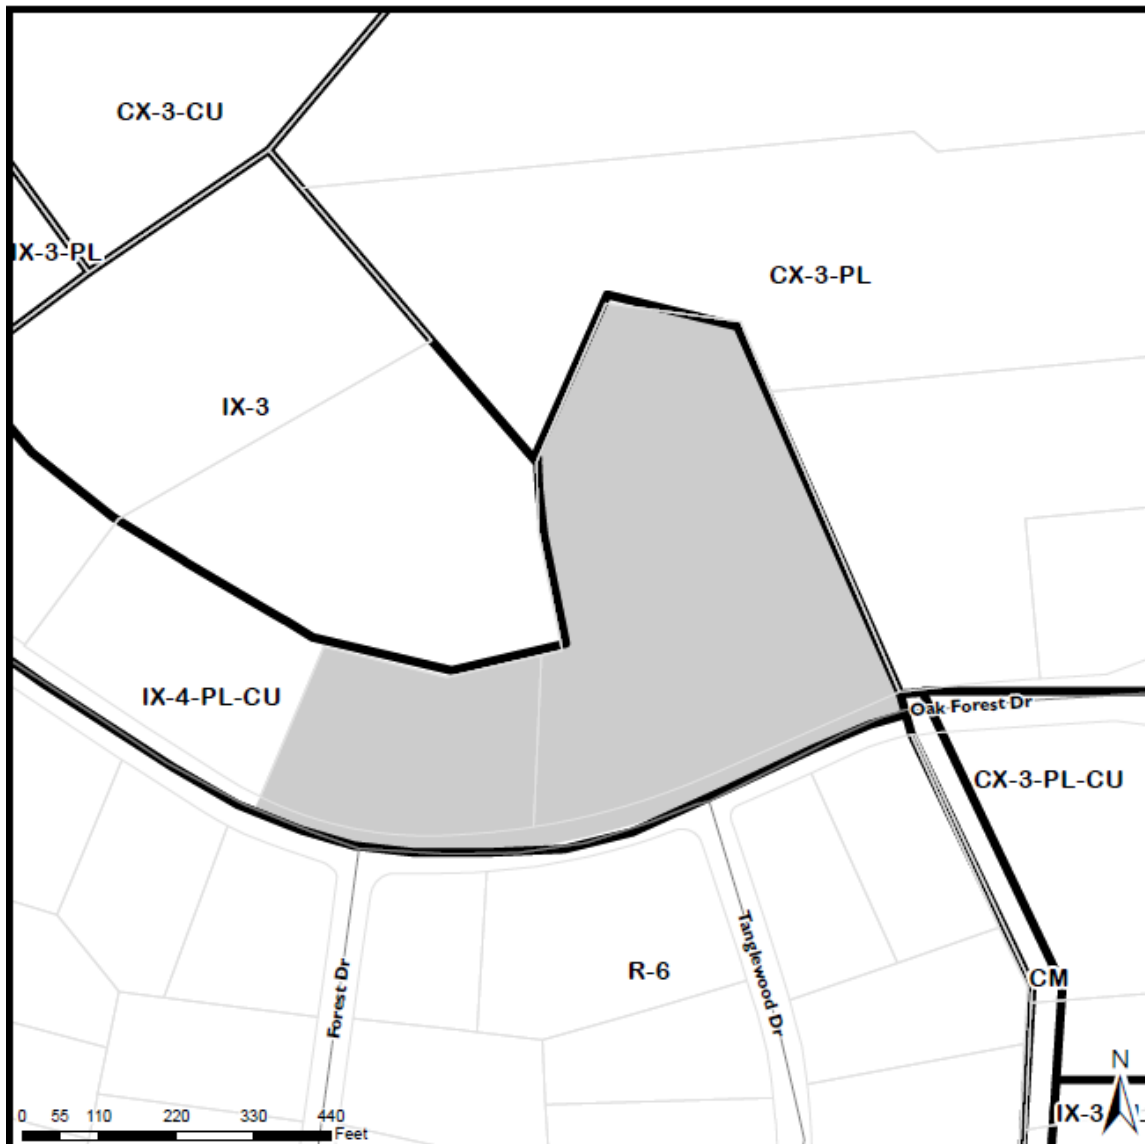 CX-3-CU
IX-3-PL
CX-3-PL
IX-3
IX-4-PL-CU
Oak Forest Dr
CX-3-PL-CU
R-6
Tanglewood Dr
Forest Dr
CM
N
IX-3
0 55 110 220 330 440
Feet